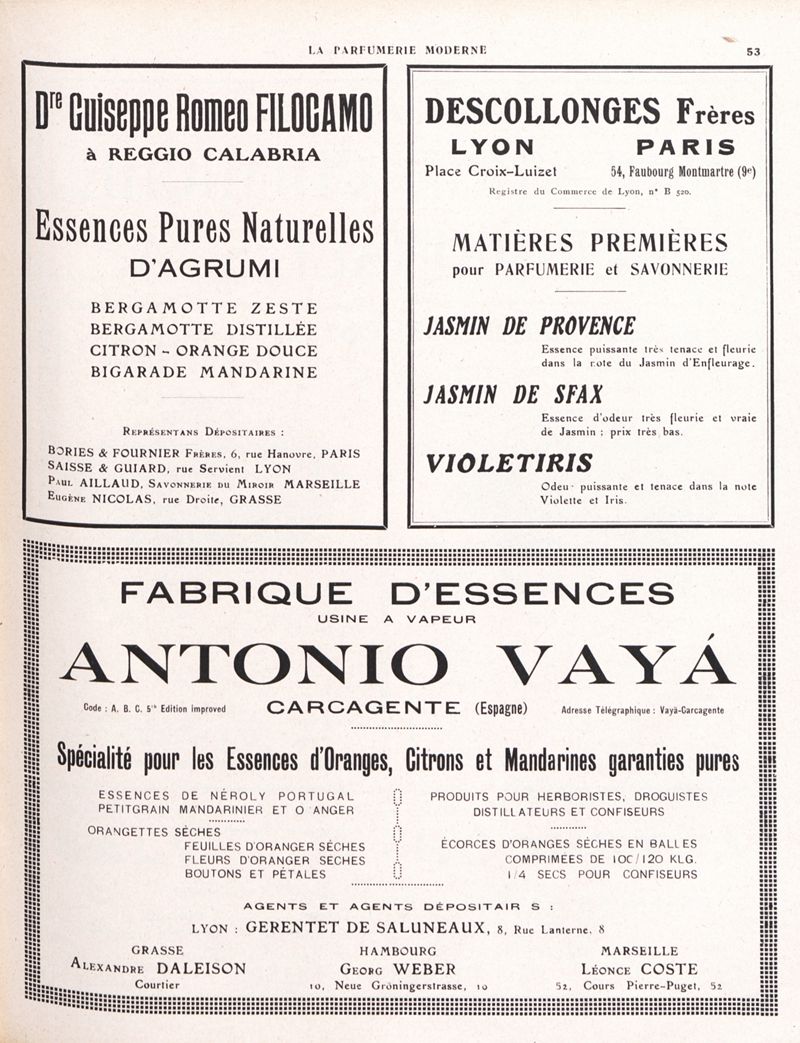 LA PARFUMERIE MODERNE
53
Dre Guiseppe Romeo FILOCAMO
à REGGIO CALABRIA
Essences Pures Naturelles
D'AGRUMI
BERGAMOTTE ZESTE
BERGAMOTTE DISTILLÉE
CITRON - ORANGE DOUCE
BIGARADE MANDARINE
REPRÉSENTANS DÉPOSITAIRES :
BORIES & FOURNIER FRÈRES, 6, rue Hanovre, PARIS
SAISSE & GUIARD, rue Servient LYON
PAUL AILLAUD, SAVONNERIE DU MIROIR MARSEILLE
EUGÈNE NICOLAS, rue Droite, GRASSE
DESCOLLONGES Frères
LYON PARIS
Place Croix-Luizet 54, Faubourg Montmartre (9e)
Registre du Commerce de Lyon, n° B 520.
MATIÈRES PREMIÈRES
pour PARFUMERIE et SAVONNERIE
JASMIN DE PROVENCE
Essence puissante très tenace et fleurie
dans la note du Jasmin d'Enfleurage.
JASMIN DE SFAX
Essence d'odeur très fleurie et vraie
de Jasmin ; prix très bas.
VIOLETIRIS
Odeu puissante et tenace dans la note
Violette et Iris.
FABRIQUE D'ESSENCES
USINE A VAPEUR
ANTONIO VAYÁ
Code : A. B. C. 5th Edition improved CARCAGENTE (Espagne) Adresse Télégraphique : Vayà-Carcagente
Spécialité pour les Essences d'Oranges, Citrons et Mandarines garanties pures
ESSENCES DE NÉROLY PORTUGAL
PETITGRAIN MANDARINIER ET O ANGER
ORANGETTES SÈCHES
FEUILLES D'ORANGER SÈCHES
FLEURS D'ORANGER SECHES
BOUTONS ET PÉTALES
PRODUITS POUR HERBORISTES, DROGUISTES
DISTILLATEURS ET CONFISEURS
ÉCORCES D'ORANGES SÈCHES EN BALLES
COMPRIMÉES DE 100/120 KLG.
1/4 SECS POUR CONFISEURS
AGENTS ET AGENTS DÉPOSITAIR S :
LYON : GERENTET DE SALUNEAUX, 8, Rue Lanterne, 8
GRASSE
ALEXANDRE DALEISON
Courtier
HAMBOURG
GEORG WEBER
10, Neue Gröningerstrasse, 10
MARSEILLE
LÉONCE COSTE
52, Cours Pierre-Puget, 52